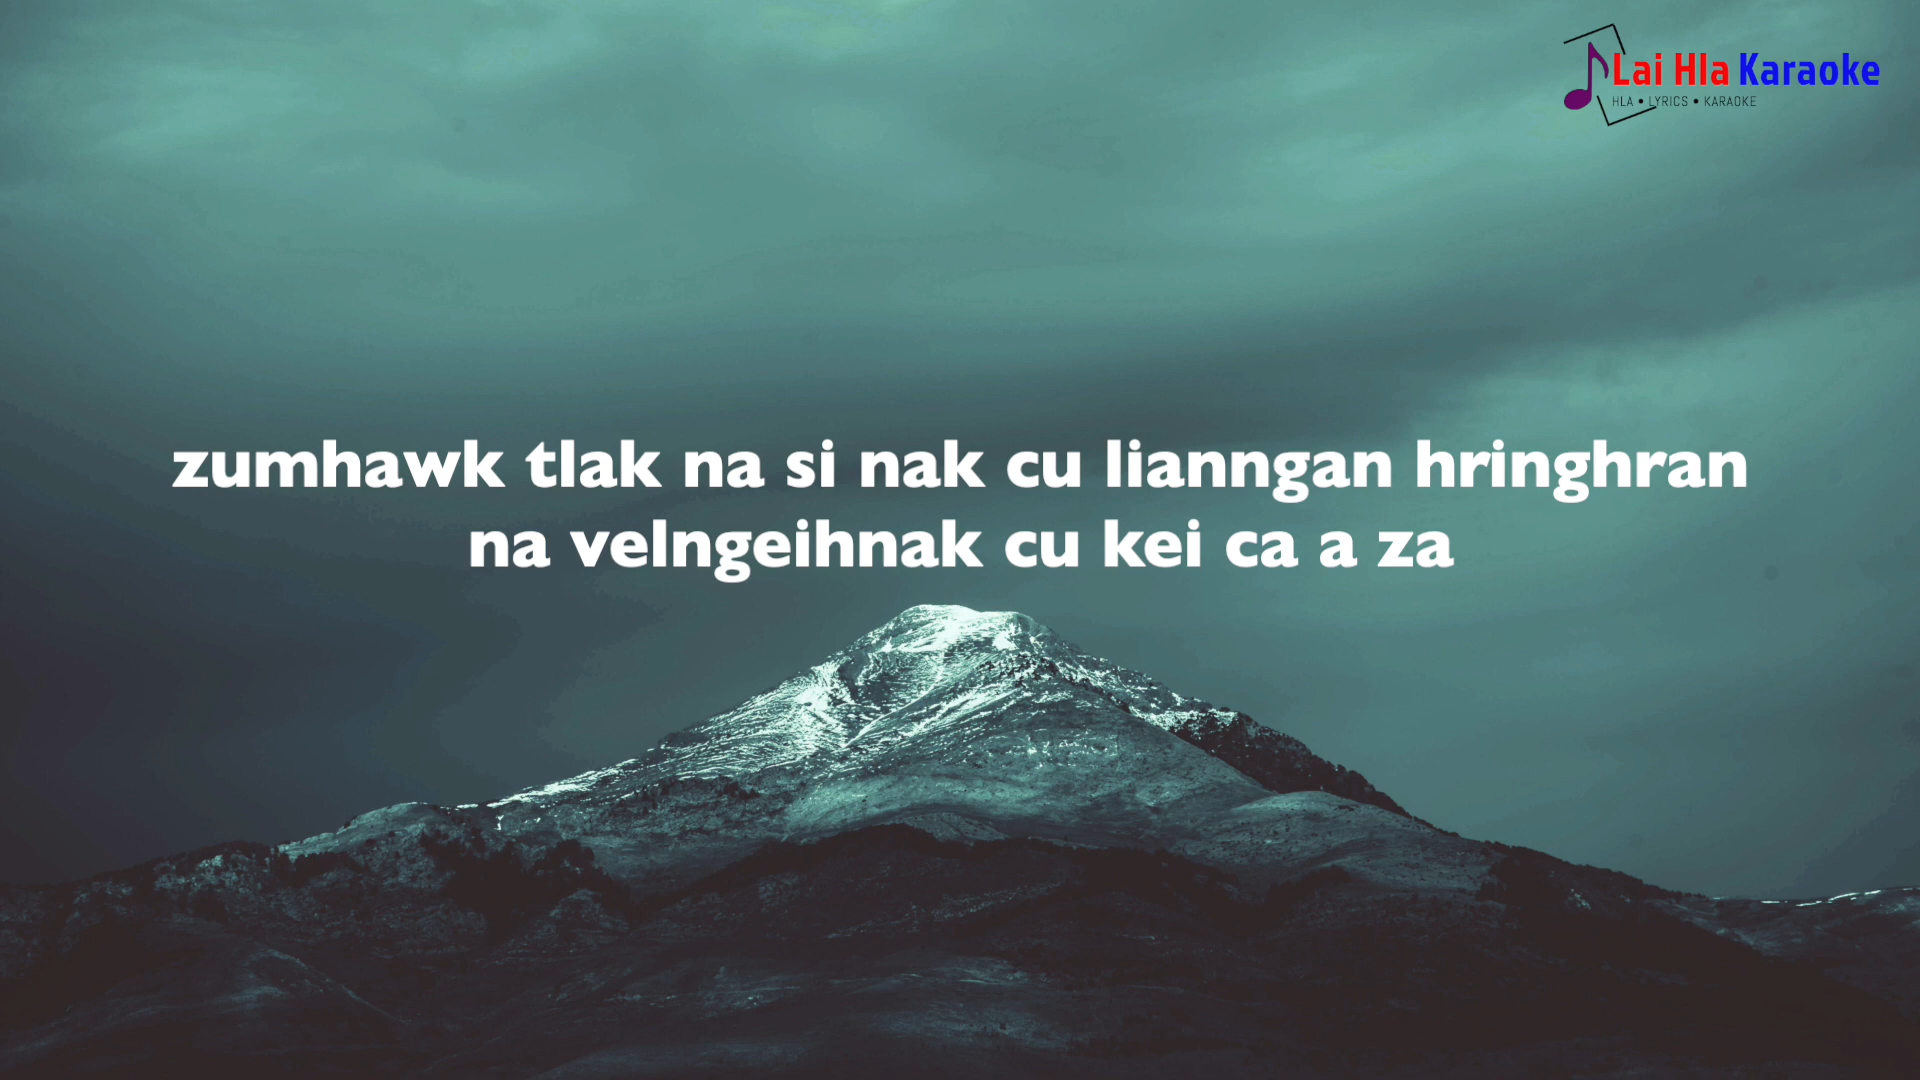 Lai Hla Karaoke
HLA • LYRICS • KARAOKE
zumhawk tlak na si nak cu lianngan hringhran
na velngeihnak cu kei ca a za